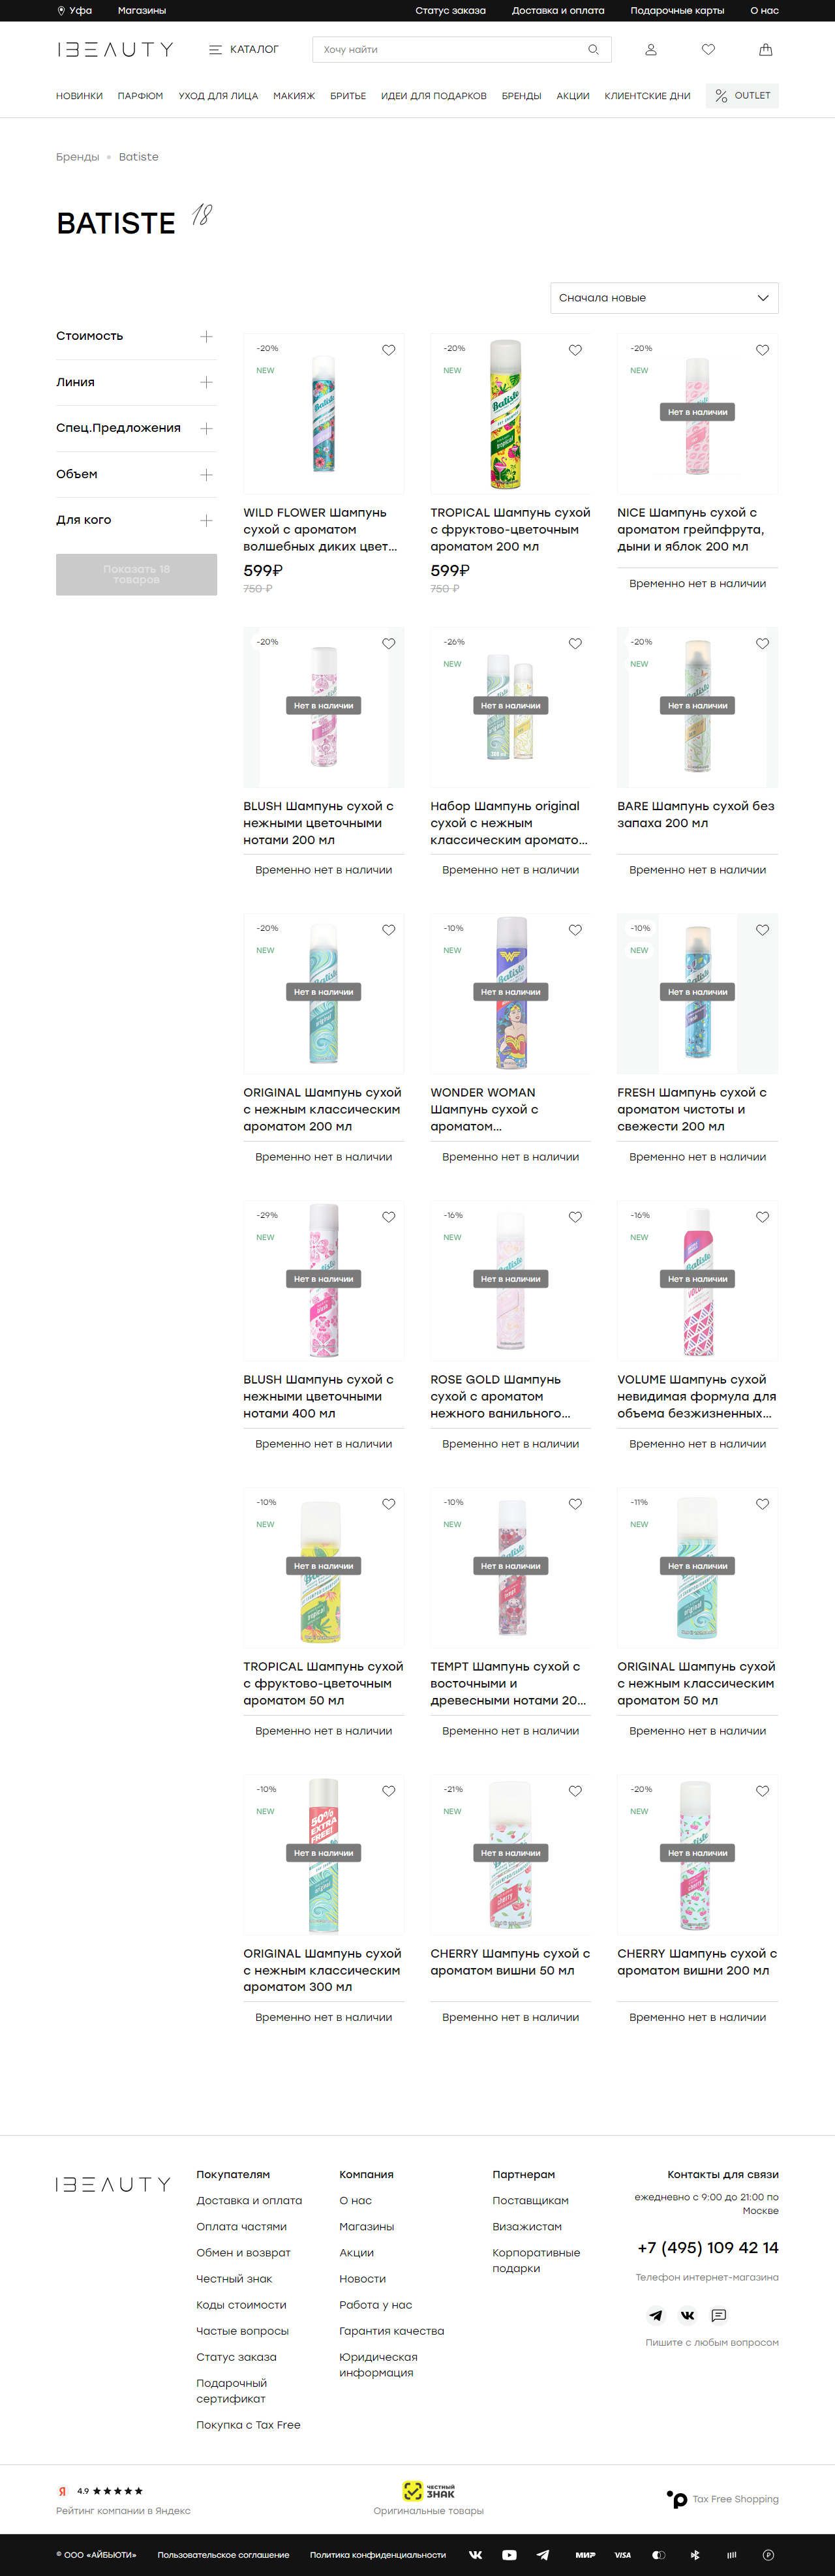 Уфа
Магазины
Статус заказа
Доставка и оплата
Подарочные карты
О нас
IBEAUTY
КАТАЛОГ
Хочу найти
НОВИНКИ
ПАРФЮМ
УХОД ДЛЯ ЛИЦА
МАКИЯЖ
БРИТЬЕ
ИДЕИ ДЛЯ ПОДАРКОВ
БРЕНДЫ
АКЦИИ
КЛИЕНТСКИЕ ДНИ
OUTLET
Бренды
Batiste
BATISTE 18
Сначала новые
Стоимость
Линия
Спец.Предложения
Объем
Для кого
Показать 18
товаров
-20%
NEW
WILD FLOWER Шампунь
сухой с ароматом
волшебных диких цвет...
599₽
750 ₽
-20%
NEW
TROPICAL Шампунь сухой
с фруктово-цветочным
ароматом 200 мл
599₽
750 ₽
-20%
NEW
Нет в наличии
NICE Шампунь сухой с
ароматом грейпфрута,
дыни и яблок 200 мл
Временно нет в наличии
-20%
Нет в наличии
BLUSH Шампунь сухой с
нежными цветочными
нотами 200 мл
Временно нет в наличии
-26%
NEW
Нет в наличии
Набор Шампунь original
сухой с нежным
классическим аромато...
Временно нет в наличии
-20%
NEW
Нет в наличии
BARE Шампунь сухой без
запаха 200 мл
Временно нет в наличии
-20%
NEW
Нет в наличии
ORIGINAL Шампунь сухой
с нежным классическим
ароматом 200 мл
Временно нет в наличии
-10%
NEW
Нет в наличии
WONDER WOMAN
Шампунь сухой с
ароматом...
Временно нет в наличии
-10%
NEW
Нет в наличии
FRESH Шампунь сухой с
ароматом чистоты и
свежести 200 мл
Временно нет в наличии
-29%
NEW
Нет в наличии
BLUSH Шампунь сухой с
нежными цветочными
нотами 400 мл
Временно нет в наличии
-16%
NEW
Нет в наличии
ROSE GOLD Шампунь
сухой с ароматом
нежного ванильного...
Временно нет в наличии
-16%
NEW
Нет в наличии
VOLUME Шампунь сухой
невидимая формула для
объема безжизненных...
Временно нет в наличии
-10%
NEW
Нет в наличии
TROPICAL Шампунь сухой
с фруктово-цветочным
ароматом 50 мл
Временно нет в наличии
-10%
NEW
Нет в наличии
TEMPT Шампунь сухой с
восточными и
древесными нотами 20...
Временно нет в наличии
-11%
Нет в наличии
ORIGINAL Шампунь сухой
с нежным классическим
ароматом 50 мл
Временно нет в наличии
-10%
NEW
50%
EXTRA
FREE!
Нет в наличии
ORIGINAL Шампунь сухой
с нежным классическим
ароматом 300 мл
Временно нет в наличии
-21%
NEW
Нет в наличии
cherry
CHERRY Шампунь сухой с
ароматом вишни 50 мл
Временно нет в наличии
-20%
NEW
Нет в наличии
CHERRY Шампунь сухой с
ароматом вишни 200 мл
Временно нет в наличии
IBEAUTY
Покупателям
Доставка и оплата
Оплата частями
Обмен и возврат
Честный знак
Коды стоимости
Частые вопросы
Статус заказа
Подарочный
сертификат
Покупка с Tax Free
Компания
О нас
Магазины
Акции
Новости
Работа у нас
Гарантия качества
Юридическая
информация
Партнерам
Поставщикам
Визажистам
Корпоративные
подарки
Контакты для связи
ежедневно с 9:00 до 21:00 по
Москве
+7 (495) 109 42 14
Телефон интернет-магазина
Пишите с любым вопросом
Я 4.9
Рейтинг компании в Яндекс
ЧЕСТНЫЙ
ЗНАК
Оригинальные товары
Tax Free Shopping
© ООО «АЙБЬЮТИ»
Пользовательское соглашение
Политика конфиденциальности
МИР
VISA